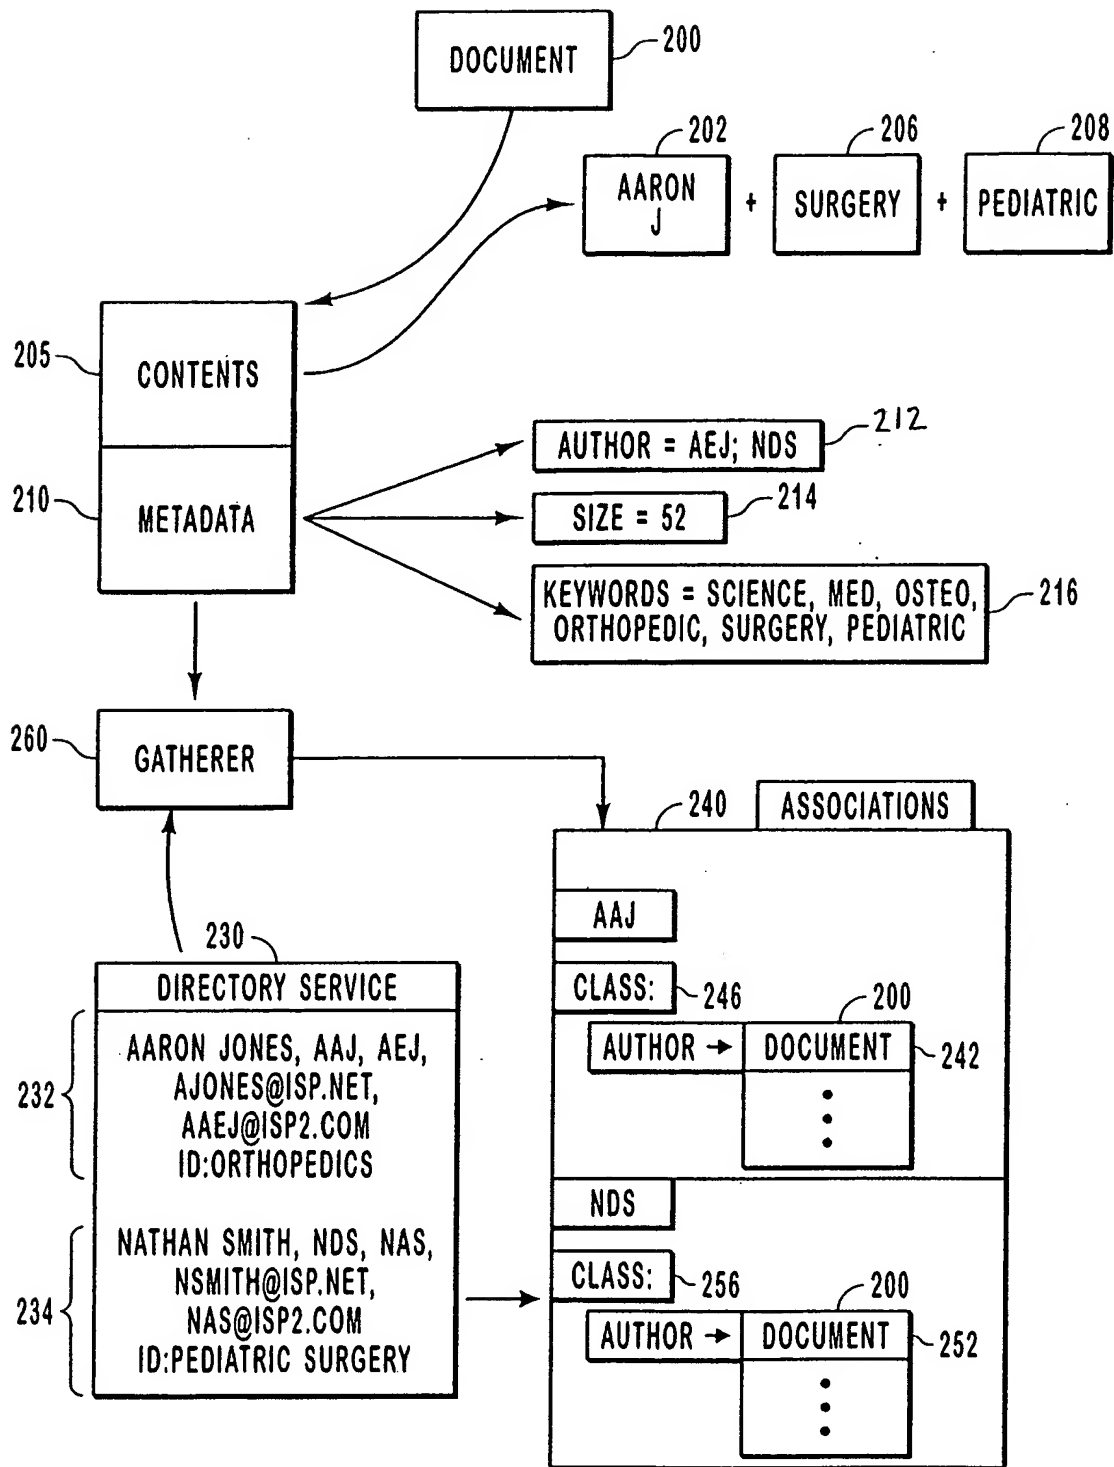 DOCUMENT
200
202
206
208
AARON
J
+
SURGERY
+
PEDIATRIC
205
CONTENTS
210
METADATA
AUTHOR = AEJ; NDS
212
SIZE = 52
214
KEYWORDS = SCIENCE, MED, OSTEO,
ORTHOPEDIC, SURGERY, PEDIATRIC
216
260
GATHERER
240
ASSOCIATIONS
AAJ
CLASS:
246
200
AUTHOR
DOCUMENT
242
230
DIRECTORY SERVICE
232
AARON JONES, AAJ, AEJ,
AJONES@ISP.NET,
AAEJ@ISP2.COM
ID:ORTHOPEDICS
234
NATHAN SMITH, NDS, NAS,
NSMITH@ISP.NET,
NAS@ISP2.COM
ID:PEDIATRIC SURGERY
NDS
CLASS:
256
200
AUTHOR
DOCUMENT
252